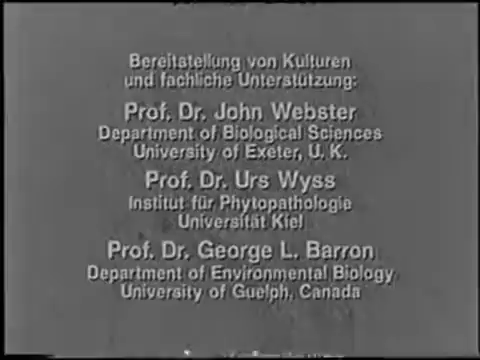 Bereitstellung von Kulturen
und fachliche Unterstützung:
Prof. Dr. John Webster
Department of Biological Sciences
University of Exeter, U. K.
Prof. Dr. Urs Wyss
Institut für Phytopathologie
Universität Kiel
Prof. Dr. George L. Barron
Department of Environmental Biology
University of Guelph, Canada